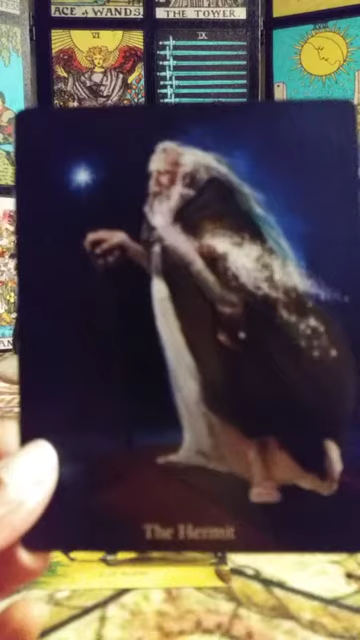 ACE of WANDS.
THE TOWER.
VI
IX
The Hermit